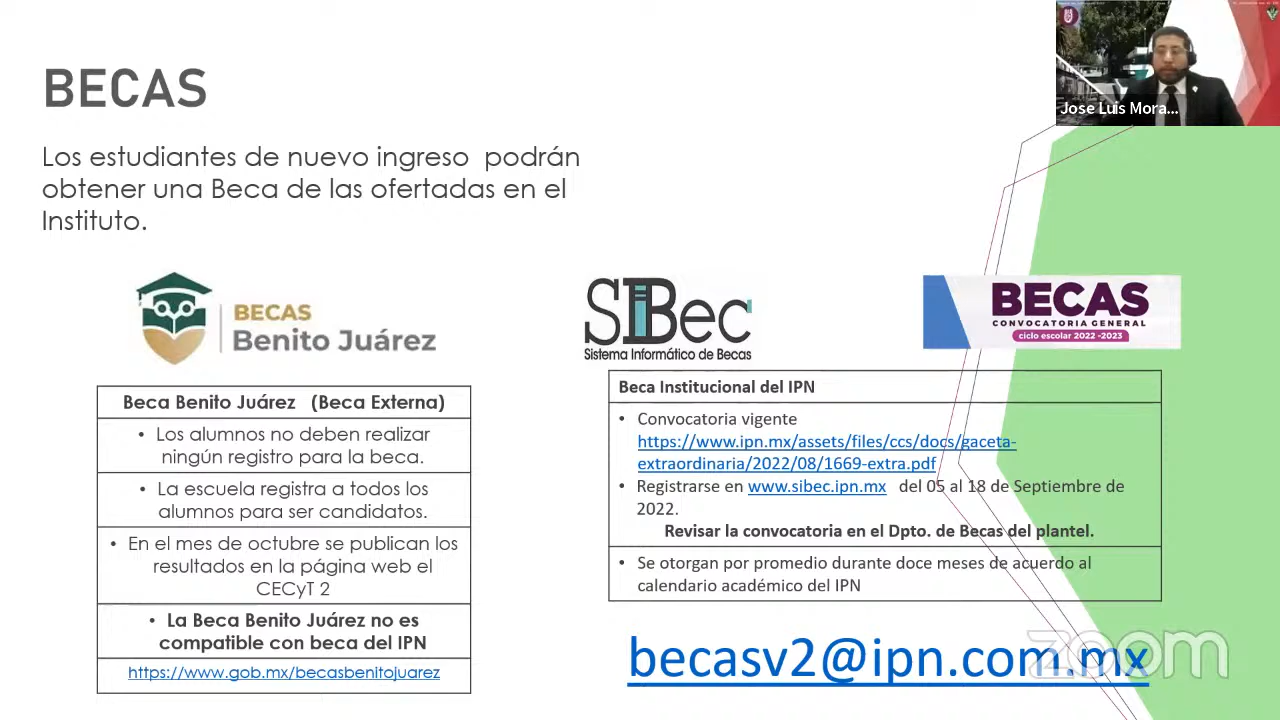 BECAS
Jose Luis Mora...
Los estudiantes de nuevo ingreso podrán
obtener una Beca de las ofertadas en el
Instituto.
BECAS
Benito Juárez
SiBec
Sistema Informático de Becas
BECAS
CONVOCATORIA GENERAL
ciclo escolar 2022 -2023
Beca Benito Juárez (Beca Externa)
• Los alumnos no deben realizar
ningún registro para la beca.
• La escuela registra a todos los
alumnos para ser candidatos.
• En el mes de octubre se publican los
resultados en la página web el
CECyT 2
• La Beca Benito Juárez no es
compatible con beca del IPN
https://www.gob.mx/becasbenitojuarez
Beca Institucional del IPN
• Convocatoria vigente
https://www.ipn.mx/assets/files/ccs/docs/gaceta-
extraordinaria/2022/08/1669-extra.pdf
• Registrarse en www.sibec.ipn.mx del 05 al 18 de Septiembre de
2022.
Revisar la convocatoria en el Dpto. de Becas del plantel.
• Se otorgan por promedio durante doce meses de acuerdo al
calendario académico del IPN
becasv2@ipn.com.mx
zoom